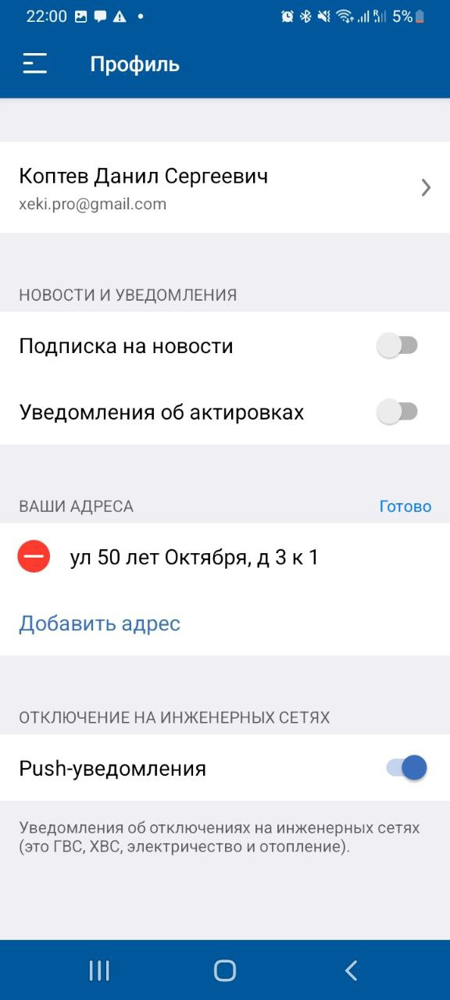 22:00
5%
Профиль
Коптев Данил Сергеевич
xeki.pro@gmail.com
НОВОСТИ И УВЕДОМЛЕНИЯ
Подписка на новости
Уведомления об актировках
ВАШИ АДРЕСА
Готово
ул 50 лет Октября, д 3 к 1
Добавить адрес
ОТКЛЮЧЕНИЕ НА ИНЖЕНЕРНЫХ СЕТЯХ
Push-уведомления
Уведомления об отключениях на инженерных сетях
(это ГВС, ХВС, электричество и отопление).